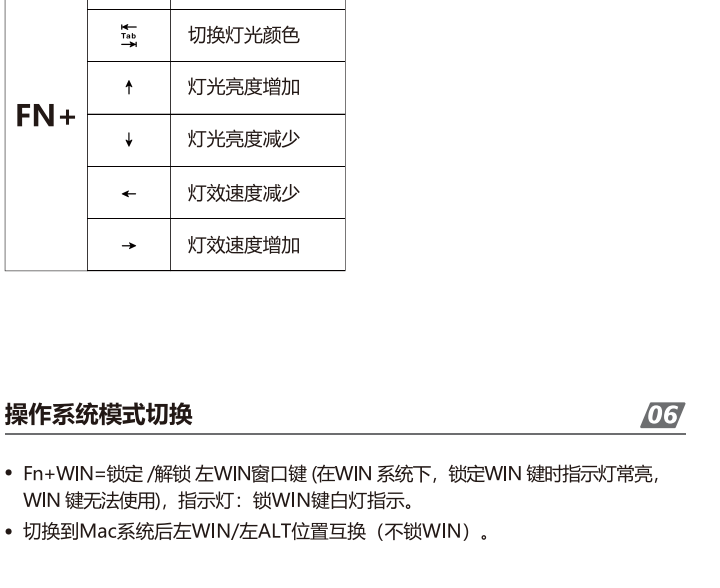 Tab
切换灯光颜色
↑
灯光亮度增加
FN+
↓
灯光亮度减少
←
灯效速度减少
→
灯效速度增加
操作系统模式切换
06
• Fn+WIN=锁定 /解锁 左WIN窗口键 (在WIN 系统下，锁定WIN 键时指示灯常亮，
WIN 键无法使用)，指示灯：锁WIN键白灯指示。
• 切换到Mac系统后左WIN/左ALT位置互换（不锁WIN）。